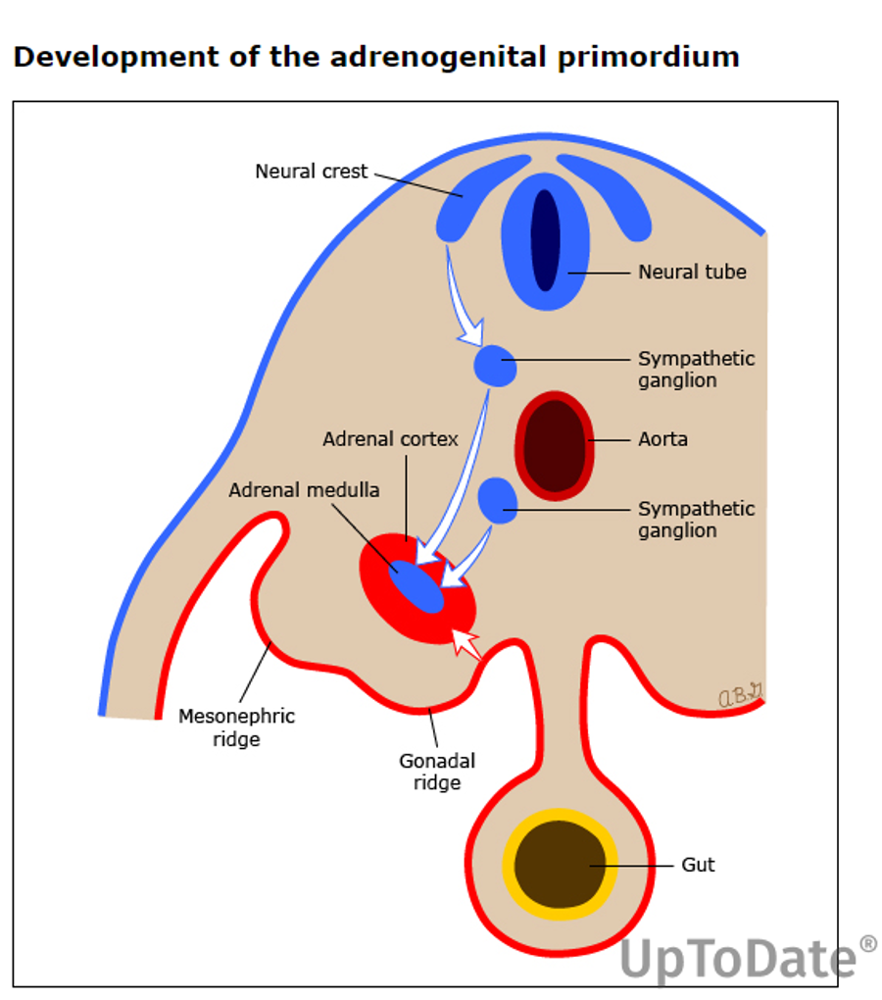 Development of the adrenogenital primordium
Neural crest
Neural tube
Sympathetic
ganglion
Adrenal cortex
Aorta
Adrenal medulla
Sympathetic
ganglion
ABG
Mesonephric
ridge
Gonadal
ridge
Gut
UpToDate®